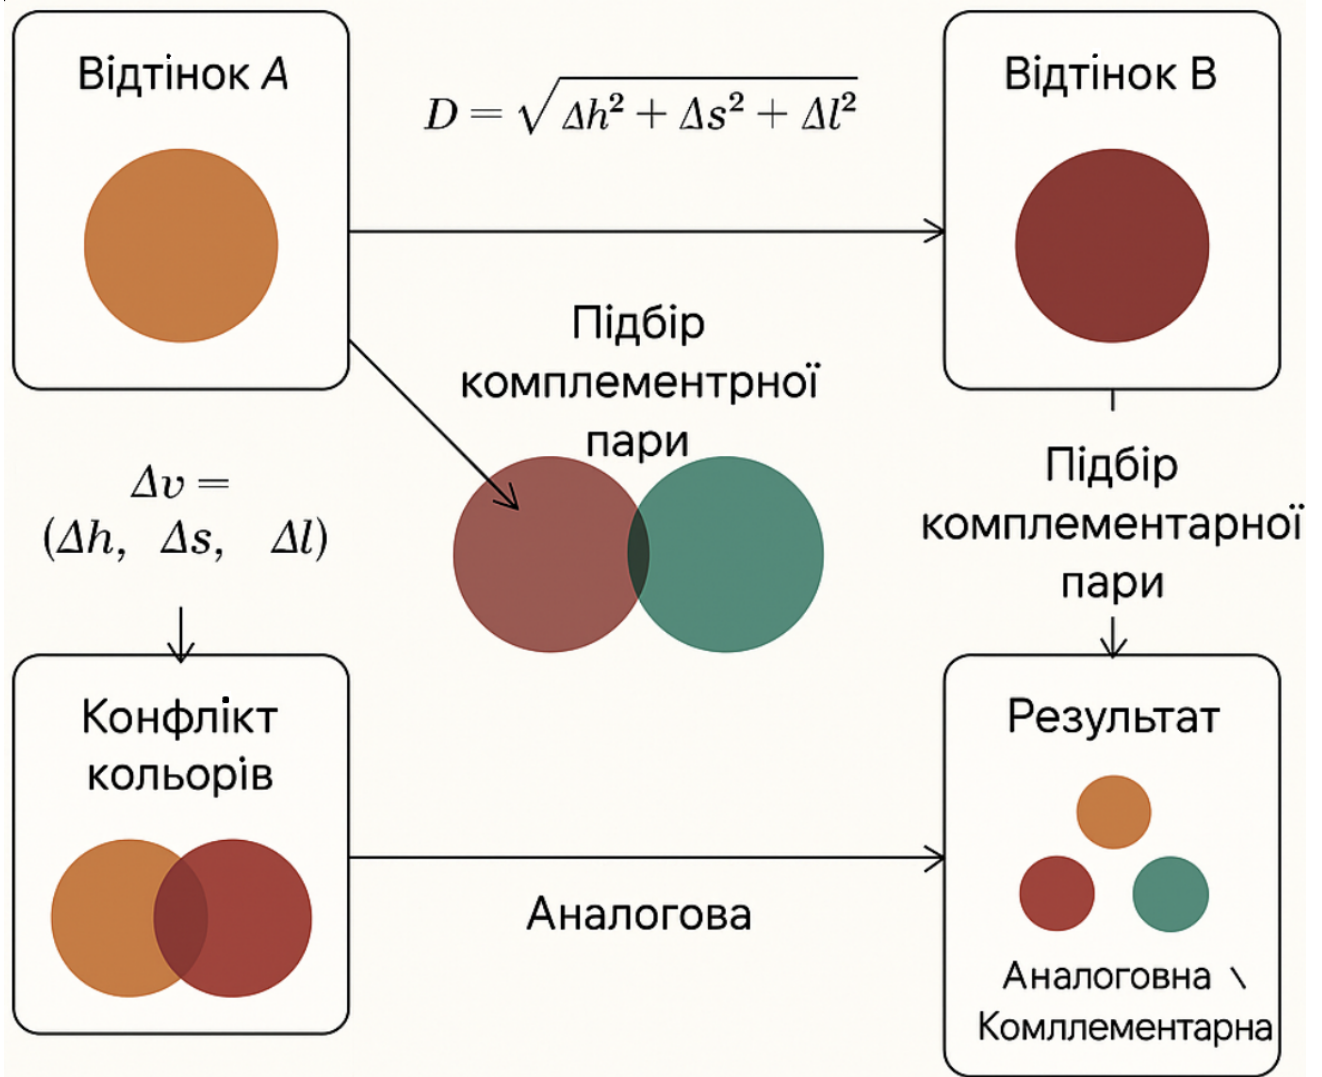 Відтінок A
D = √Δh² + Δs² + Δl²
Відтінок B
Підбір
комплементрної
пари
Δv =
(Δh, Δs, Δl)
Підбір
комплементарної
пари
Конфлікт
кольорів
Аналогова
Результат
Аналоговна \
Комллементарна